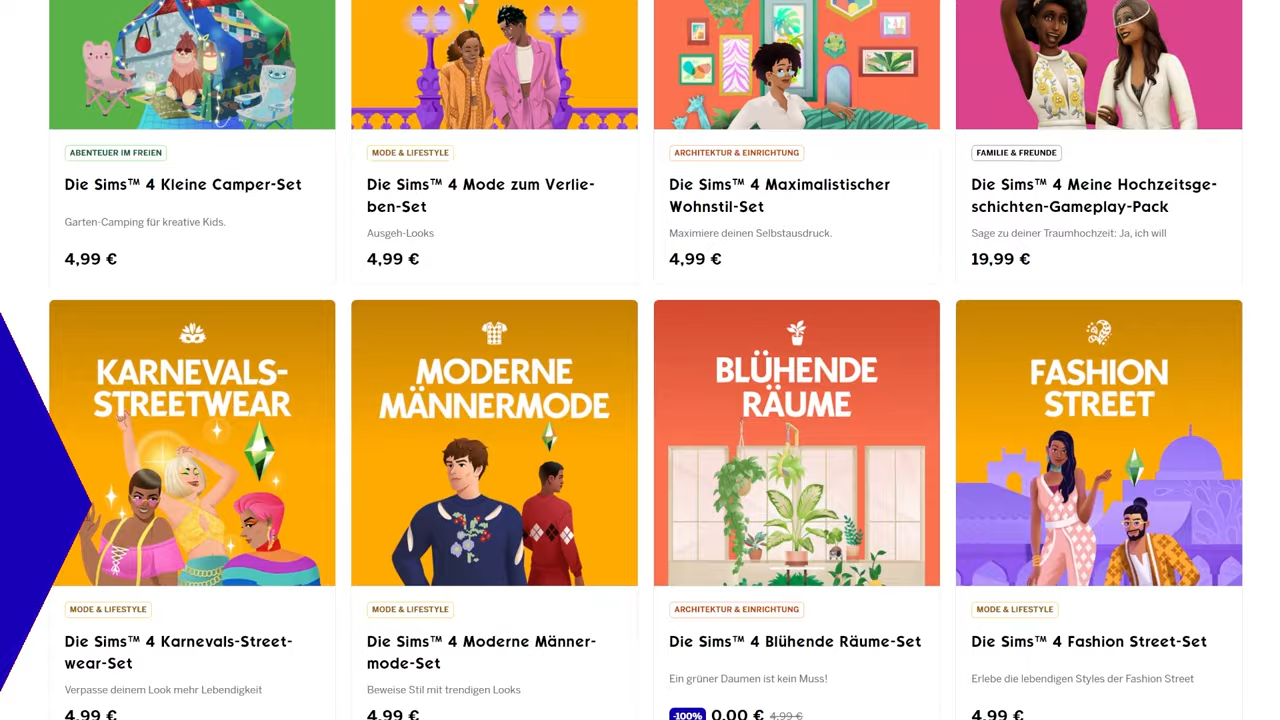 ABENTEUER IM FREIEN
Die Sims™ 4 Kleine Camper-Set
Garten-Camping für kreative Kids.
4,99 €
MODE & LIFESTYLE
Die Sims™ 4 Mode zum Verlie-
ben-Set
Ausgeh-Looks
4,99 €
ARCHITEKTUR & EINRICHTUNG
Die Sims™ 4 Maximalistischer
Wohnstil-Set
Maximiere deinen Selbstausdruck.
4,99 €
FAMILIE & FREUNDE
Die Sims™ 4 Meine Hochzeitsge-
schichten-Gameplay-Pack
Sage zu deiner Traumhochzeit: Ja, ich will
19,99 €
KARNEVALS-
STREETWEAR
MODE & LIFESTYLE
Die Sims™ 4 Karnevals-Street-
wear-Set
Verpasse deinem Look mehr Lebendigkeit
4,99 €
MODERNE
MÄNNERMODE
MODE & LIFESTYLE
Die Sims™ 4 Moderne Männer-
mode-Set
Beweise Stil mit trendigen Looks
4,99 €
BLÜHENDE
RÄUME
ARCHITEKTUR & EINRICHTUNG
Die Sims™ 4 Blühende Räume-Set
Ein grüner Daumen ist kein Muss!
-100% 0,00 € 4,99 €
FASHION
STREET
MODE & LIFESTYLE
Die Sims™ 4 Fashion Street-Set
Erlebe die lebendigen Styles der Fashion Street
4,99 €